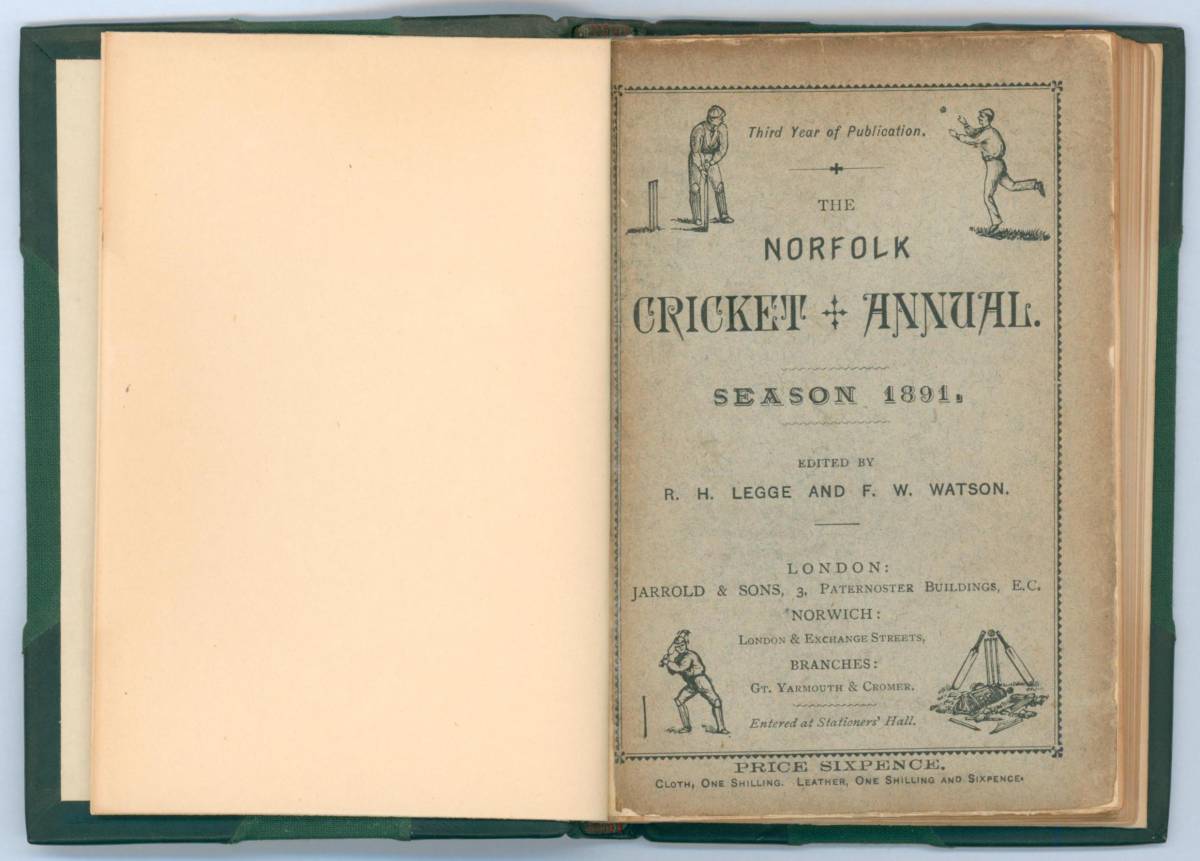 Third Year of Publication.
THE
NORFOLK
CRICKET ANNUAL.
SEASON 1891.
EDITED BY
R. H. LEGGE AND F. W. WATSON.
LONDON:
JARROLD & SONS, 3, PATERNOSTER BUILDINGS, E.C.
NORWICH:
LONDON & EXCHANGE STREETS,
BRANCHES:
GT. YARMOUTH & CROMER.
Entered at Stationers' Hall.
PRICE SIXPENCE.
CLOTH, ONE SHILLING. LEATHER, ONE SHILLING AND SIXPENCE.